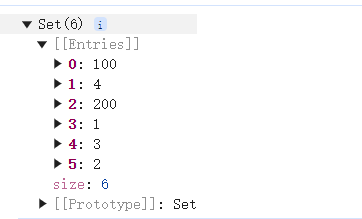 ▼ Set(6) i
▼ [[Entries]]
▶ 0: 100
▶ 1: 4
▶ 2: 200
▶ 3: 1
▶ 4: 3
▶ 5: 2
size: 6
▶ [[Prototype]]: Set